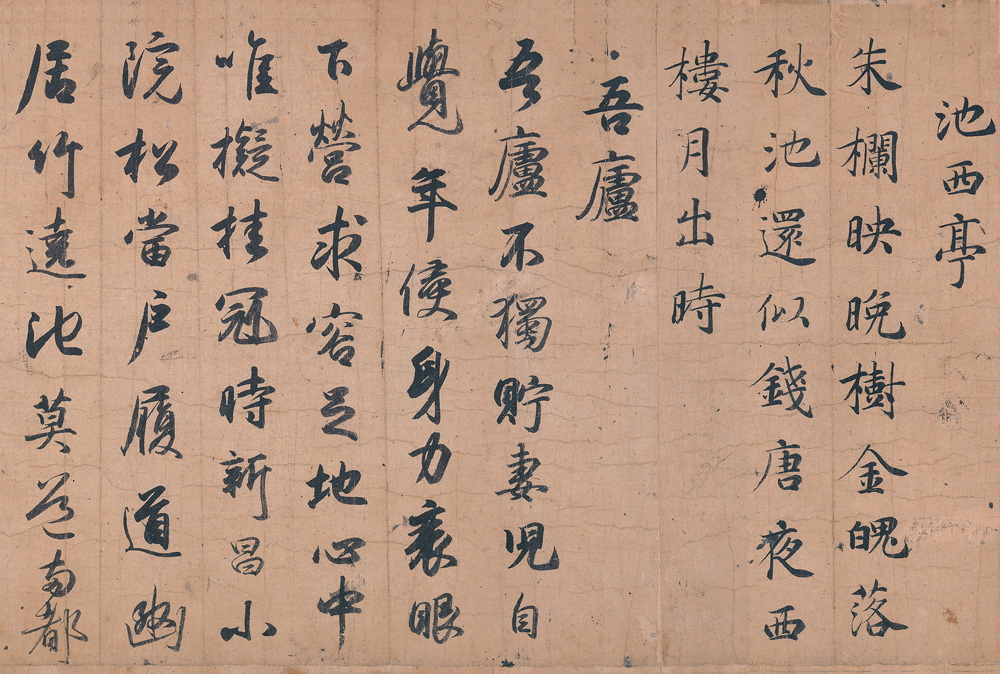 池西亭
朱欄映晚樹金魄落
秋池還似錢唐夜西
樓月出時
吾廬
吾廬不獨貯妻兒自
覺年侵身力衰眼
下營求容足地心中
唯擬挂冠時新昌小
院松當戶履道幽
居竹遶池莫道兩都